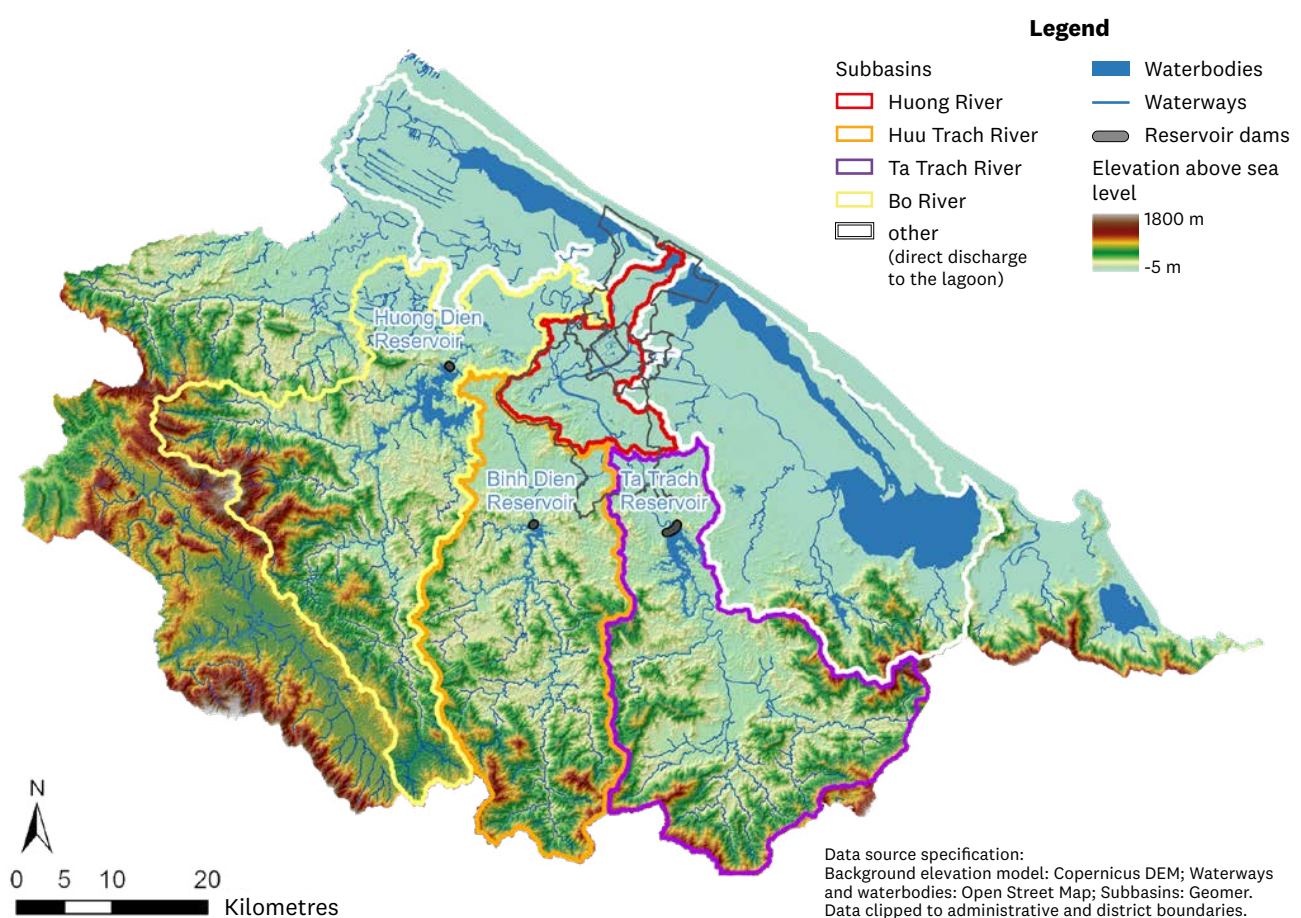 Legend
Subbasins
Huong River
Huu Trach River
Ta Trach River
Bo River
other
(direct discharge
to the lagoon)
Waterbodies
Waterways
Reservoir dams
Elevation above sea
level
1800 m
-5 m
Huong Dien
Reservoir
Binh Dien
Reservoir
Ta Trach
Reservoir
N
0 5 10 20
Kilometres
Data source specification:
Background elevation model: Copernicus DEM; Waterways
and waterbodies: Open Street Map; Subbasins: Geomer.
Data clipped to administrative and district boundaries.